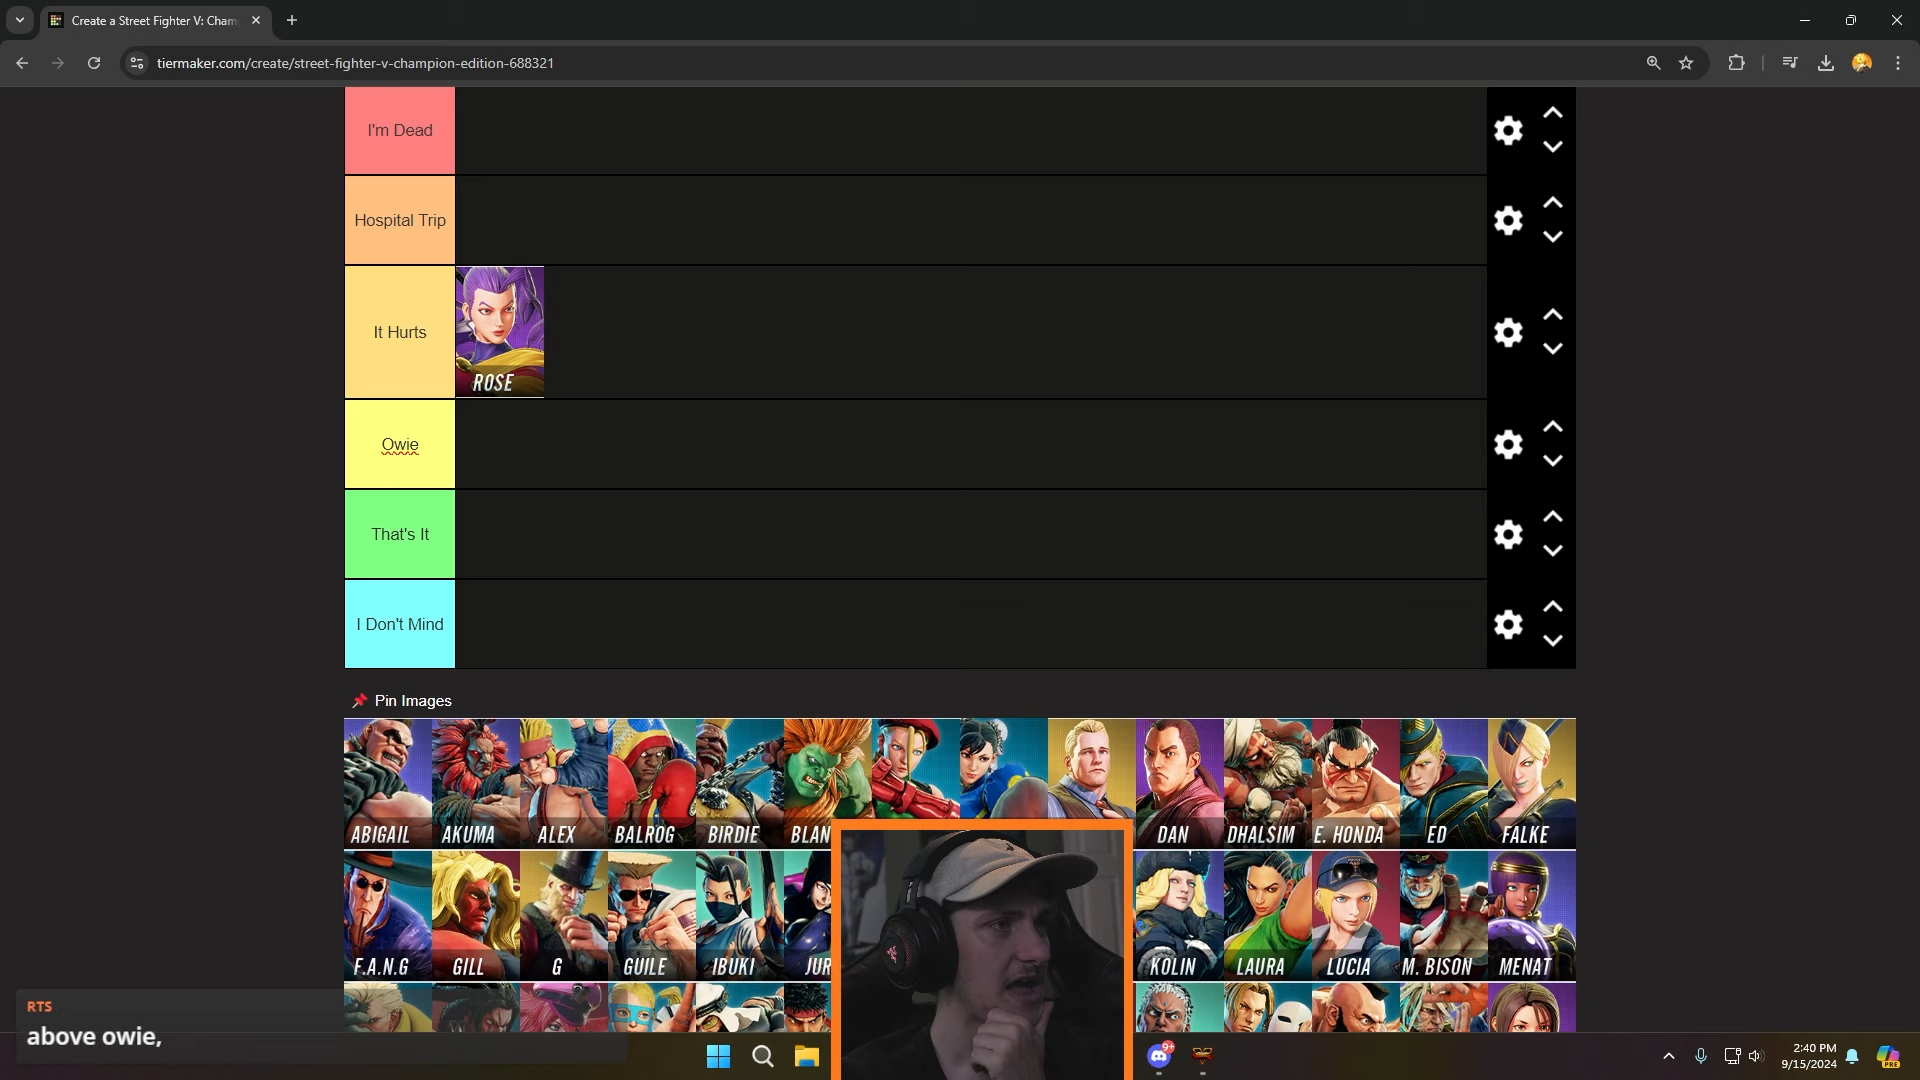 Create a Street Fighter V: Cham
tiermaker.com/create/street-fighter-v-champion-edition-688321
I'm Dead
Hospital Trip
It Hurts
ROSE
Owie
That's It
I Don't Mind
📌 Pin Images
ABIGAIL AKUMA ALEX BALROG BIRDIE BLAN DAN DHALSIM E. HONDA ED FALKE
F.A.N.G GILL G GUILE IBUKI JUR KOLIN LAURA LUCIA M. BISON MENAT
RTS
above owie,
9+
2:40 PM
9/15/2024
PRE